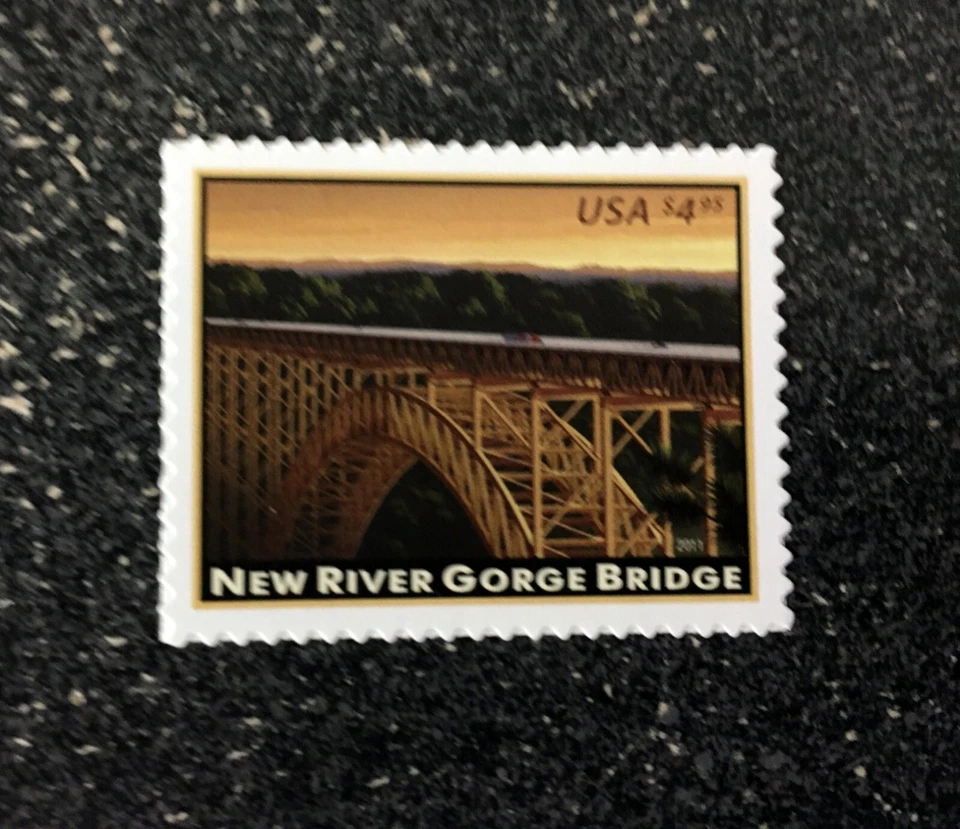 USA $4.95
2011
NEW RIVER GORGE BRIDGE